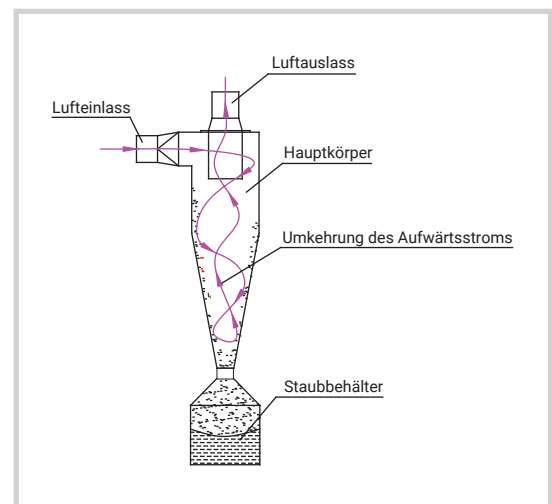 Luftauslass
Lufteinlass
Hauptkörper
Umkehrung des Aufwärtsstroms
Staubbehälter